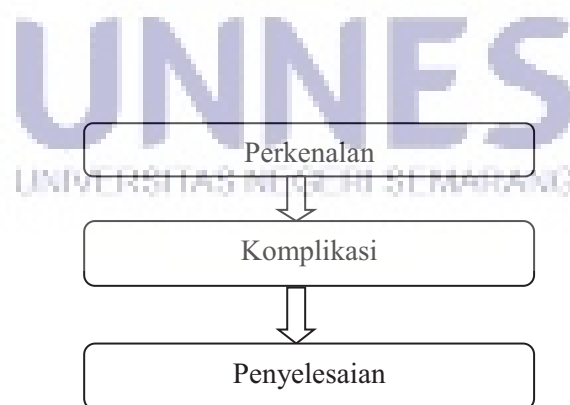 UNNES
Perkenalan
UNIVERSITAS NEGERI SEMARANG
Komplikasi
Penyelesaian